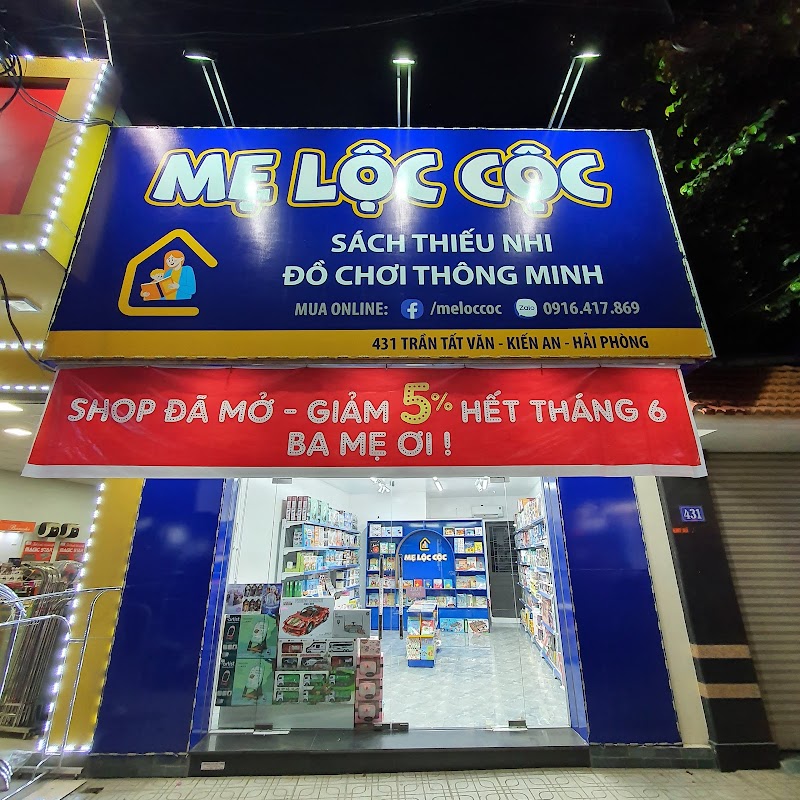 MẸ LỘC CỘC
SÁCH THIẾU NHI
ĐỒ CHƠI THÔNG MINH
MUA ONLINE: f /meloccoc Zalo 0916.417.869
431 TRẦN TẤT VĂN - KIẾN AN - HẢI PHÒNG
SHOP ĐÃ MỞ - GIẢM 5% HẾT THÁNG 6
BA MẸ ƠI !
431
MẸ LỘC CỘC